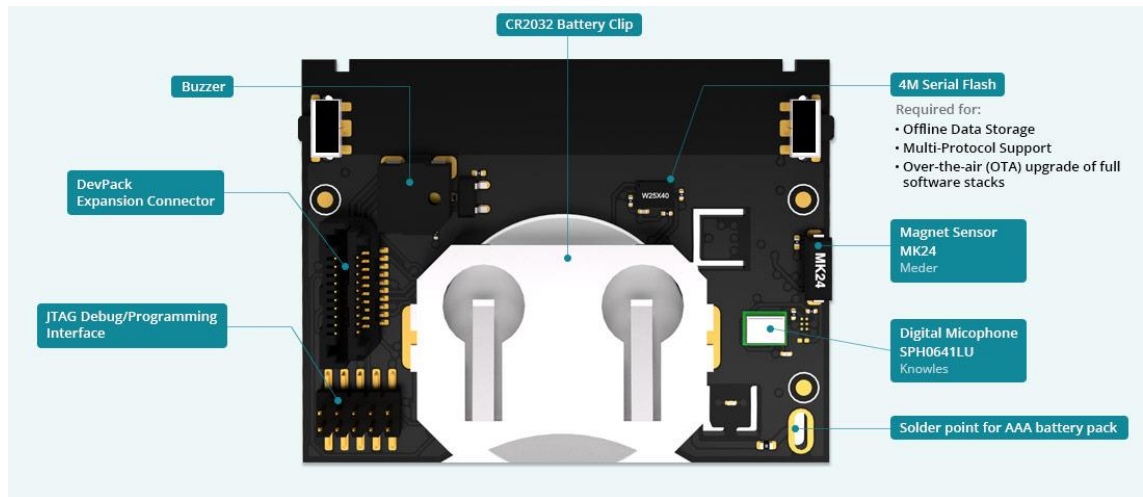 CR2032 Battery Clip
Buzzer
DevPack
Expansion Connector
JTAG Debug/Programming
Interface
4M Serial Flash
Required for:
• Offline Data Storage
• Multi-Protocol Support
• Over-the-air (OTA) upgrade of full
software stacks
W25X40
Magnet Sensor
MK24
Meder
MK24
Digital Micophone
SPH0641LU
Knowles
Solder point for AAA battery pack